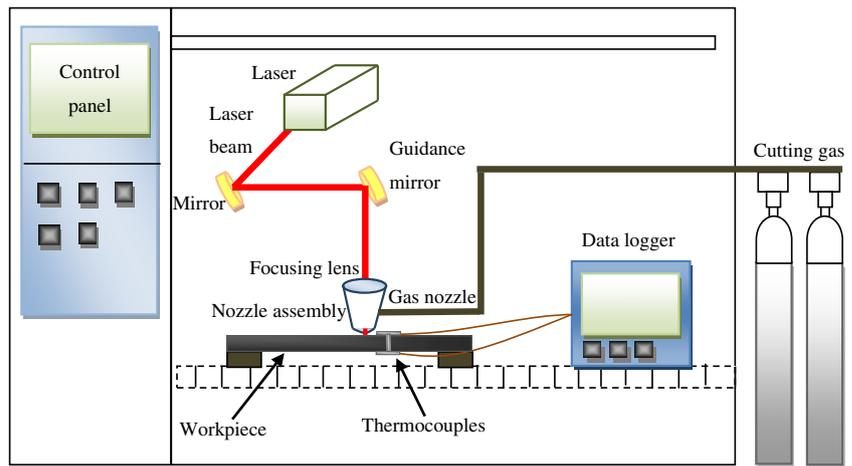 Control
panel
Laser
Laser
beam
Guidance
mirror
Mirror
Cutting gas
Data logger
Focusing lens
Gas nozzle
Nozzle assembly
Workpiece
Thermocouples